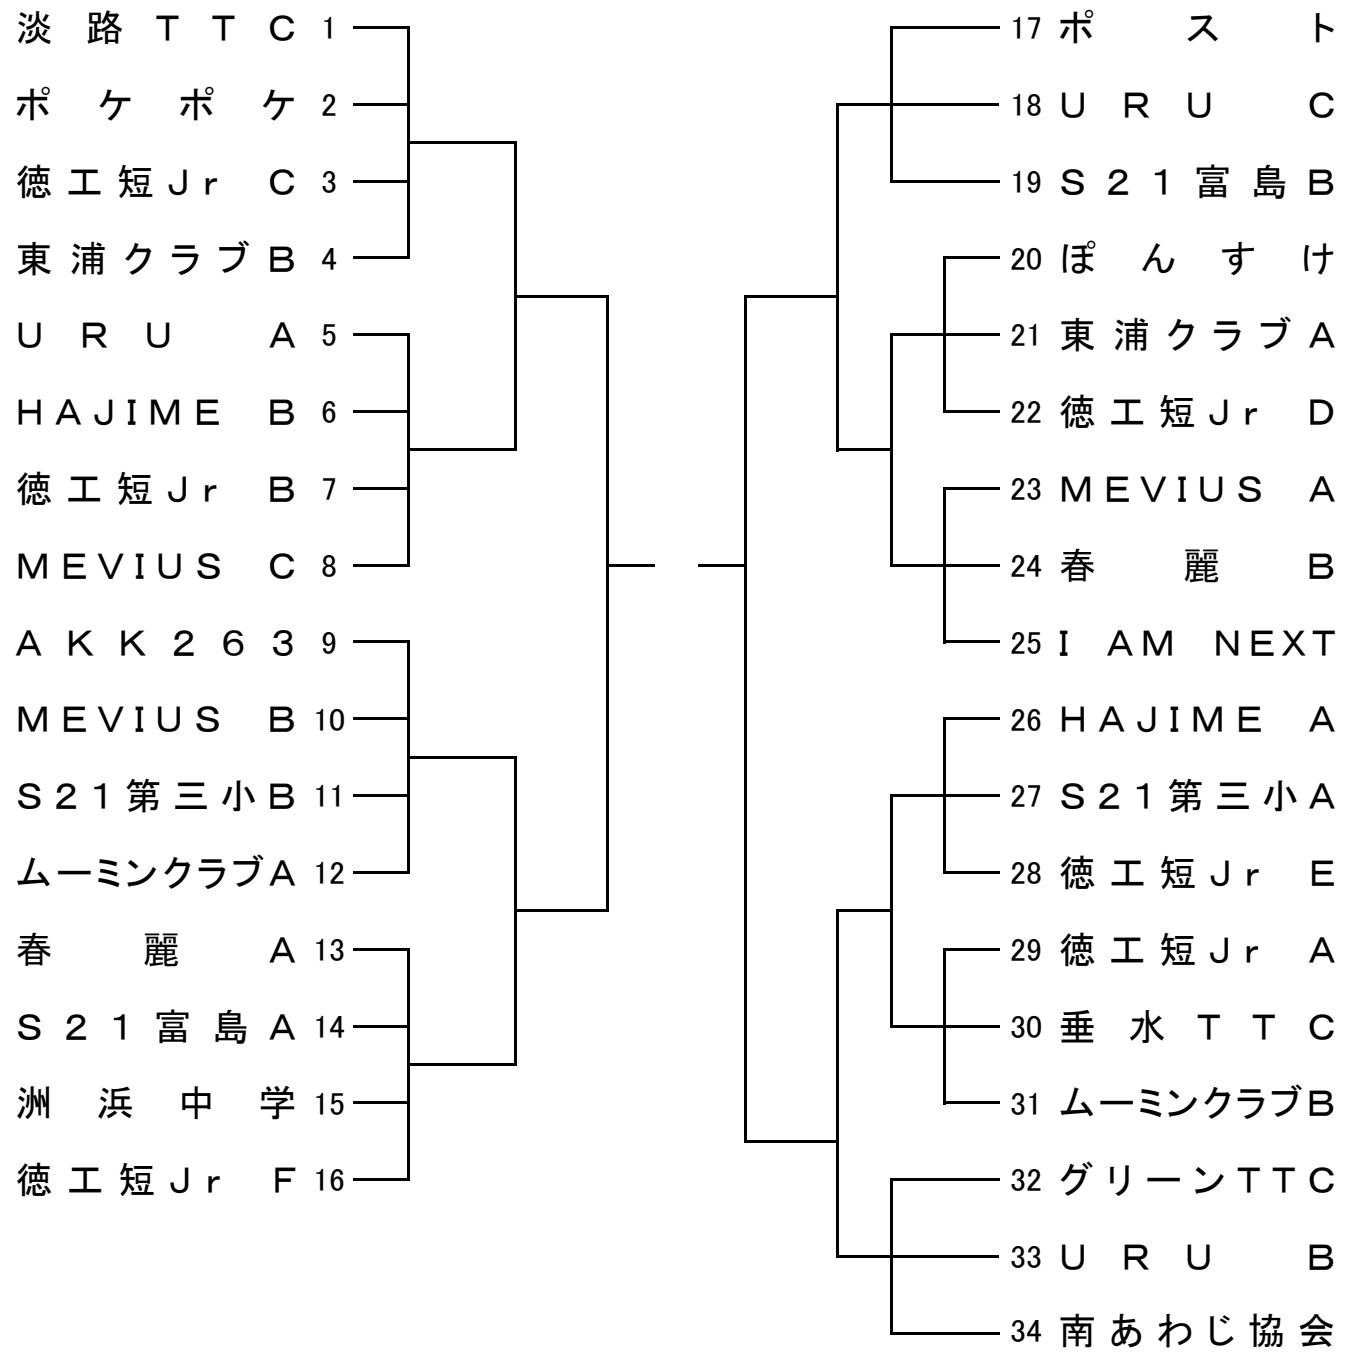 淡路ＴＴＣ 1
ポケポケ 2
徳工短Ｊｒ　Ｃ 3
東浦クラブＢ 4
ＵＲＵ　Ａ 5
ＨＡＪＩＭＥ　Ｂ 6
徳工短Ｊｒ　Ｂ 7
ＭＥＶＩＵＳ　Ｃ 8
ＡＫＫ２６３ 9
ＭＥＶＩＵＳ　Ｂ 10
Ｓ２１第三小Ｂ 11
ムーミンクラブＡ 12
春麗Ａ 13
Ｓ２１富島Ａ 14
洲浜中学 15
徳工短Ｊｒ　Ｆ 16
17 ポスト
18 ＵＲＵ　Ｃ
19 Ｓ２１富島Ｂ
20 ぽんすけ
21 東浦クラブＡ
22 徳工短Ｊｒ　Ｄ
23 ＭＥＶＩＵＳ　Ａ
24 春麗Ｂ
25 Ｉ　ＡＭ　ＮＥＸＴ
26 ＨＡＪＩＭＥ　Ａ
27 Ｓ２１第三小Ａ
28 徳工短Ｊｒ　Ｅ
29 徳工短Ｊｒ　Ａ
30 垂水ＴＴＣ
31 ムーミンクラブＢ
32 グリーンＴＴＣ
33 ＵＲＵ　Ｂ
34 南あわじ協会